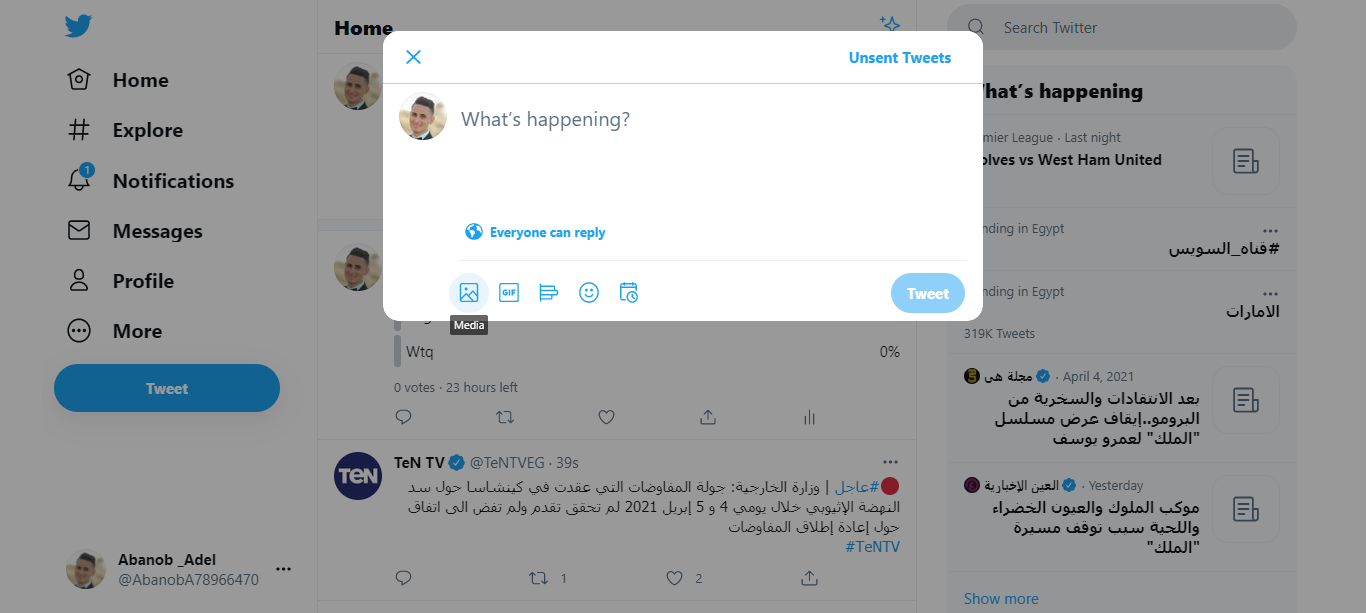 Home
Explore
1
Notifications
Messages
Profile
More
Tweet
Abanob _Adel
@AbanobA78966470
Home
Unsent Tweets
What's happening?
Everyone can reply
GIF
Tweet
Media
Wtq
0%
0 votes · 23 hours left
TeN
TeN TV @TeNTVEG · 39s
#عاجل | وزارة الخارجية: جولة المفاوضات التي عقدت في كينشاسا حول سد
النهضة الإثيوبي خلال يومي 4 و 5 إبريل 2021 لم تحقق تقدم ولم تفض الى اتفاق
حول إعادة إطلاق المفاوضات
#TeNTV
1
2
Search Twitter
hat's happening
mier League · Last night
olves vs West Ham United
nding in Egypt
#قناه_السويس
nding in Egypt
الامارات
319K Tweets
مجلة هي · April 4, 2021
بعد الانتقادات والسخرية من
البرومو..إيقاف عرض مسلسل
"الملك" لعمرو يوسف
العين الإخبارية · Yesterday
موكب الملوك والعيون الخضراء
واللحية سبب توقف مسيرة
"الملك"
Show more